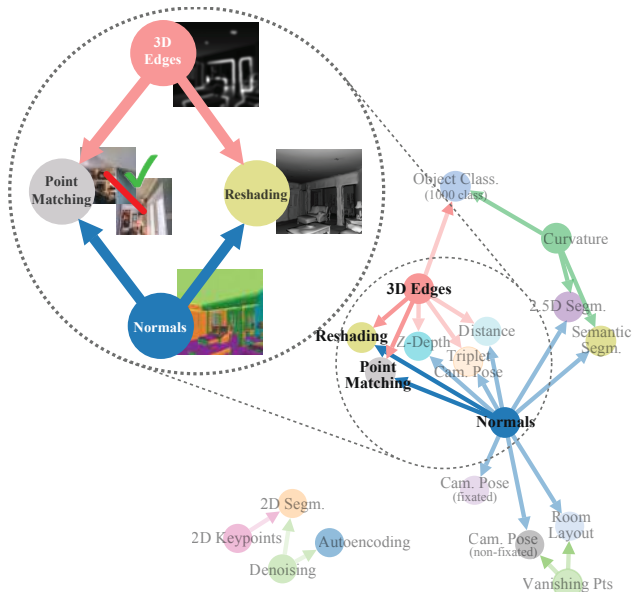 3D
Edges
Point
Matching
Reshading
Normals
Object Class.
(1000 class)
Curvature
3D Edges
2.5D Segm.
Reshading
Z-Depth
Distance
Semantic
Segm.
Point
Matching
Triplet
Cam. Pose
Normals
Cam. Pose
(fixated)
2D Segm.
2D Keypoints
Autoencoding
Denoising
Room
Layout
Cam. Pose
(non-fixated)
Vanishing Pts